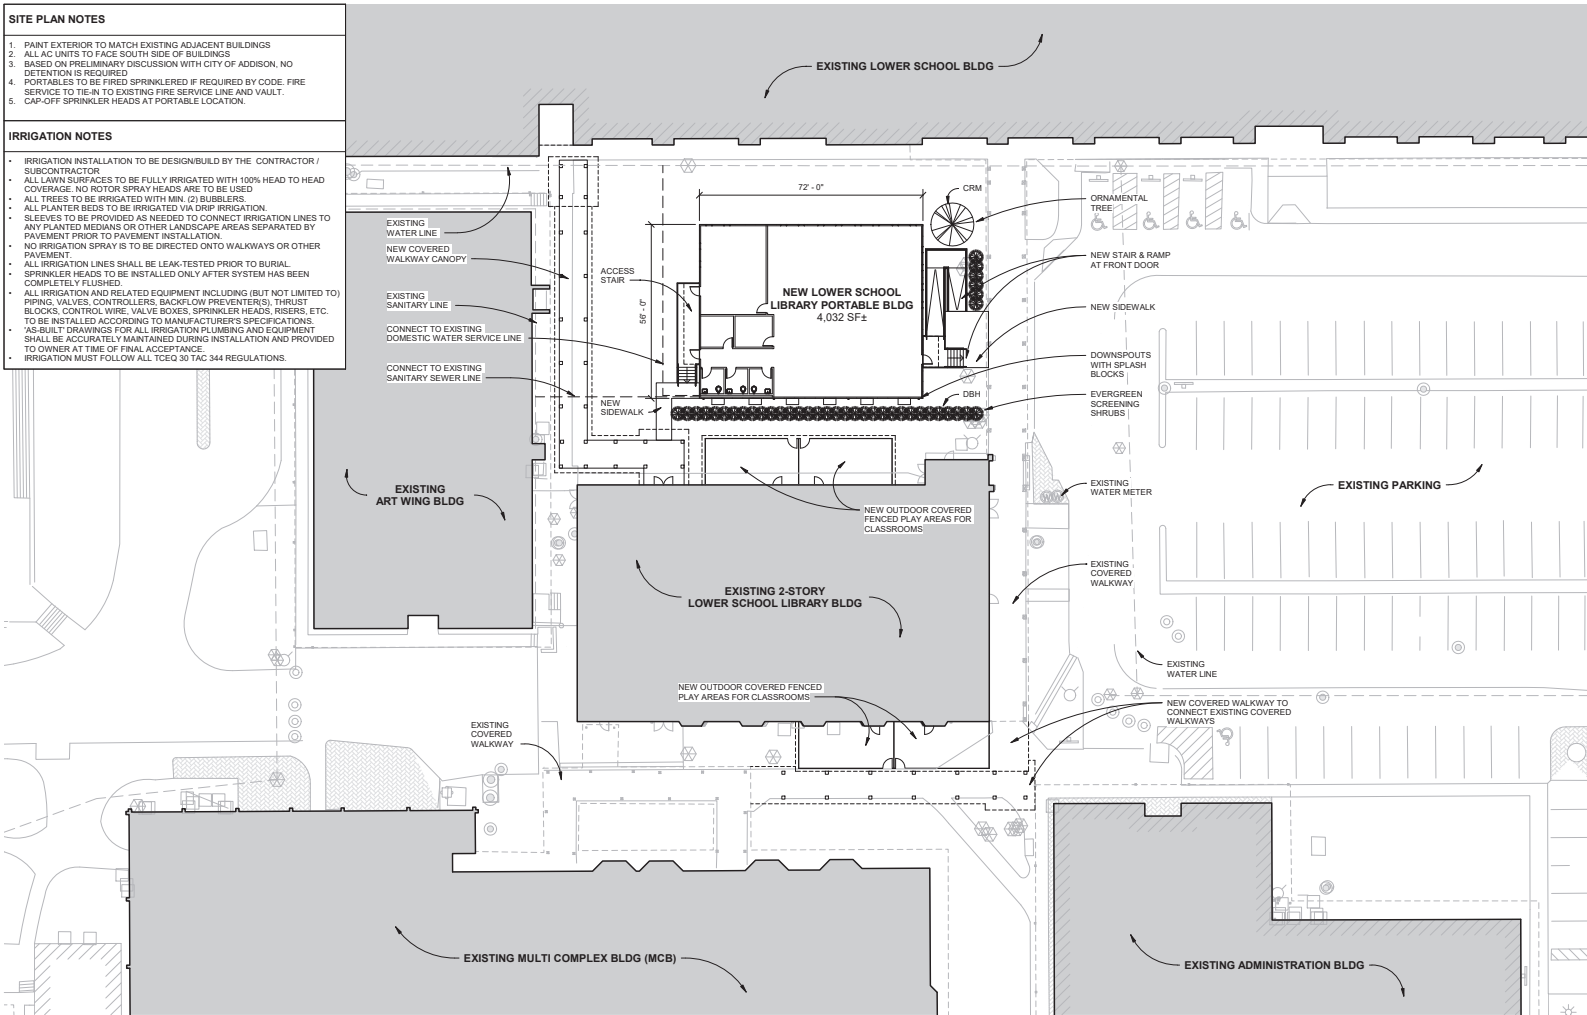 SITE PLAN NOTES
1. PAINT EXTERIOR TO MATCH EXISTING ADJACENT BUILDINGS
2. ALL AC UNITS TO FACE SOUTH SIDE OF BUILDINGS
3. BASED ON PRELIMINARY DISCUSSION WITH CITY OF ADDISON, NO
DETENTION IS REQUIRED
4. PORTABLES TO BE FIRED SPRINKLERED IF REQUIRED BY CODE. FIRE
SERVICE TO TIE-IN TO EXISTING FIRE SERVICE LINE AND VAULT.
5. CAP-OFF SPRINKLER HEADS AT PORTABLE LOCATION.
IRRIGATION NOTES
• IRRIGATION INSTALLATION TO BE DESIGN/BUILD BY THE CONTRACTOR /
SUBCONTRACTOR
• ALL LAWN SURFACES TO BE FULLY IRRIGATED WITH 100% HEAD TO HEAD
COVERAGE. NO ROTOR SPRAY HEADS ARE TO BE USED
• ALL TREES TO BE IRRIGATED WITH MIN. (2) BUBBLERS.
• ALL PLANTER BEDS TO BE IRRIGATED VIA DRIP IRRIGATION.
• SLEEVES TO BE PROVIDED AS NEEDED TO CONNECT IRRIGATION LINES TO
ANY PLANTED MEDIANS OR OTHER LANDSCAPE AREAS SEPARATED BY
PAVEMENT PRIOR TO PAVEMENT INSTALLATION.
• NO IRRIGATION SPRAY IS TO BE DIRECTED ONTO WALKWAYS OR OTHER
PAVEMENT.
• ALL IRRIGATION LINES SHALL BE LEAK-TESTED PRIOR TO BURIAL.
• SPRINKLER HEADS TO BE INSTALLED ONLY AFTER SYSTEM HAS BEEN
COMPLETELY FLUSHED.
• ALL IRRIGATION AND RELATED EQUIPMENT INCLUDING (BUT NOT LIMITED TO)
PIPING, VALVES, CONTROLLERS, BACKFLOW PREVENTER(S), THRUST
BLOCKS, CONTROL WIRE, VALVE BOXES, SPRINKLER HEADS, RISERS, ETC.
TO BE INSTALLED ACCORDING TO MANUFACTURER'S SPECIFICATIONS.
• 'AS-BUILT' DRAWINGS FOR ALL IRRIGATION PLUMBING AND EQUIPMENT
SHALL BE ACCURATELY MAINTAINED DURING INSTALLATION AND PROVIDED
TO OWNER AT TIME OF FINAL ACCEPTANCE.
• IRRIGATION MUST FOLLOW ALL TCEQ 30 TAC 344 REGULATIONS.
EXISTING LOWER SCHOOL BLDG
72' - 0"
CRM
ORNAMENTAL
TREE
EXISTING
WATER LINE
NEW COVERED
WALKWAY CANOPY
ACCESS
STAIR
NEW STAIR & RAMP
AT FRONT DOOR
NEW LOWER SCHOOL
LIBRARY PORTABLE BLDG
4,032 SF±
56' - 0"
EXISTING
SANITARY LINE
NEW SIDEWALK
CONNECT TO EXISTING
DOMESTIC WATER SERVICE LINE
DOWNSPOUTS
WITH SPLASH
BLOCKS
CONNECT TO EXISTING
SANITARY SEWER LINE
DBH
EVERGREEN
SCREENING
SHRUBS
NEW
SIDEWALK
EXISTING
ART WING BLDG
EXISTING
WATER METER
EXISTING PARKING
NEW OUTDOOR COVERED
FENCED PLAY AREAS FOR
CLASSROOMS
EXISTING
COVERED
WALKWAY
EXISTING 2-STORY
LOWER SCHOOL LIBRARY BLDG
EXISTING
WATER LINE
NEW OUTDOOR COVERED FENCED
PLAY AREAS FOR CLASSROOMS
NEW COVERED WALKWAY TO
CONNECT EXISTING COVERED
WALKWAYS
EXISTING
COVERED
WALKWAY
EXISTING MULTI COMPLEX BLDG (MCB)
EXISTING ADMINISTRATION BLDG